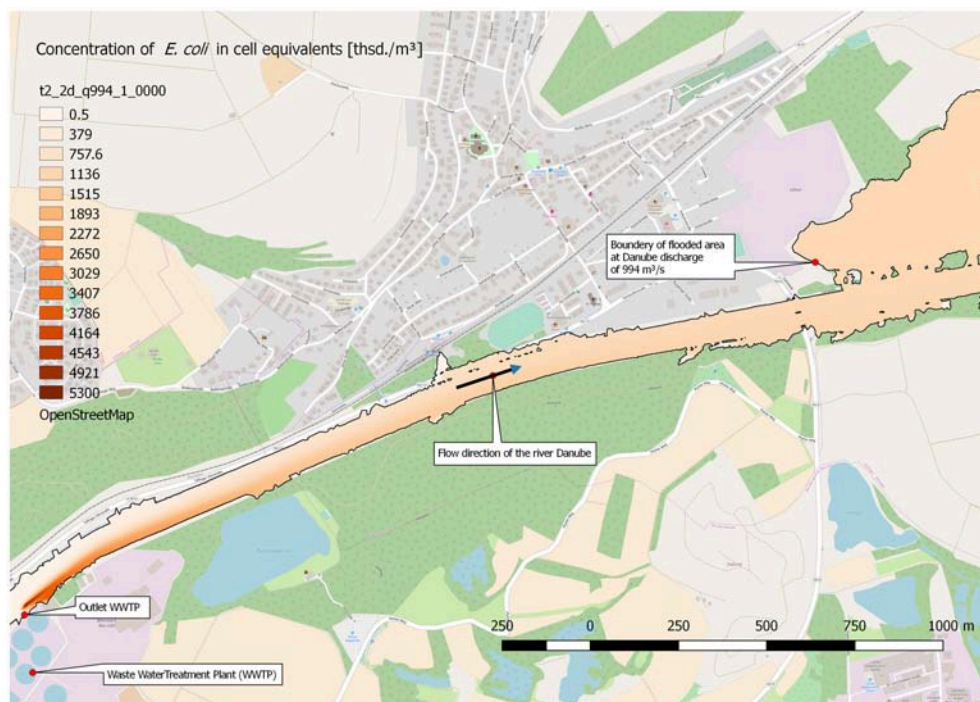 Concentration of E. coli in cell equivalents [thsd./m³]
t2_2d_q994_1_0000
0.5
379
757.6
1136
1515
1893
2272
2650
3029
3407
3786
4164
4543
4921
5300
OpenStreetMap
Boundery of flooded area
at Danube discharge
of 994 m³/s
Flow direction of the river Danube
Outlet WWTP
Waste WaterTreatment Plant (WWTP)
250 0 250 500 750 1000 m